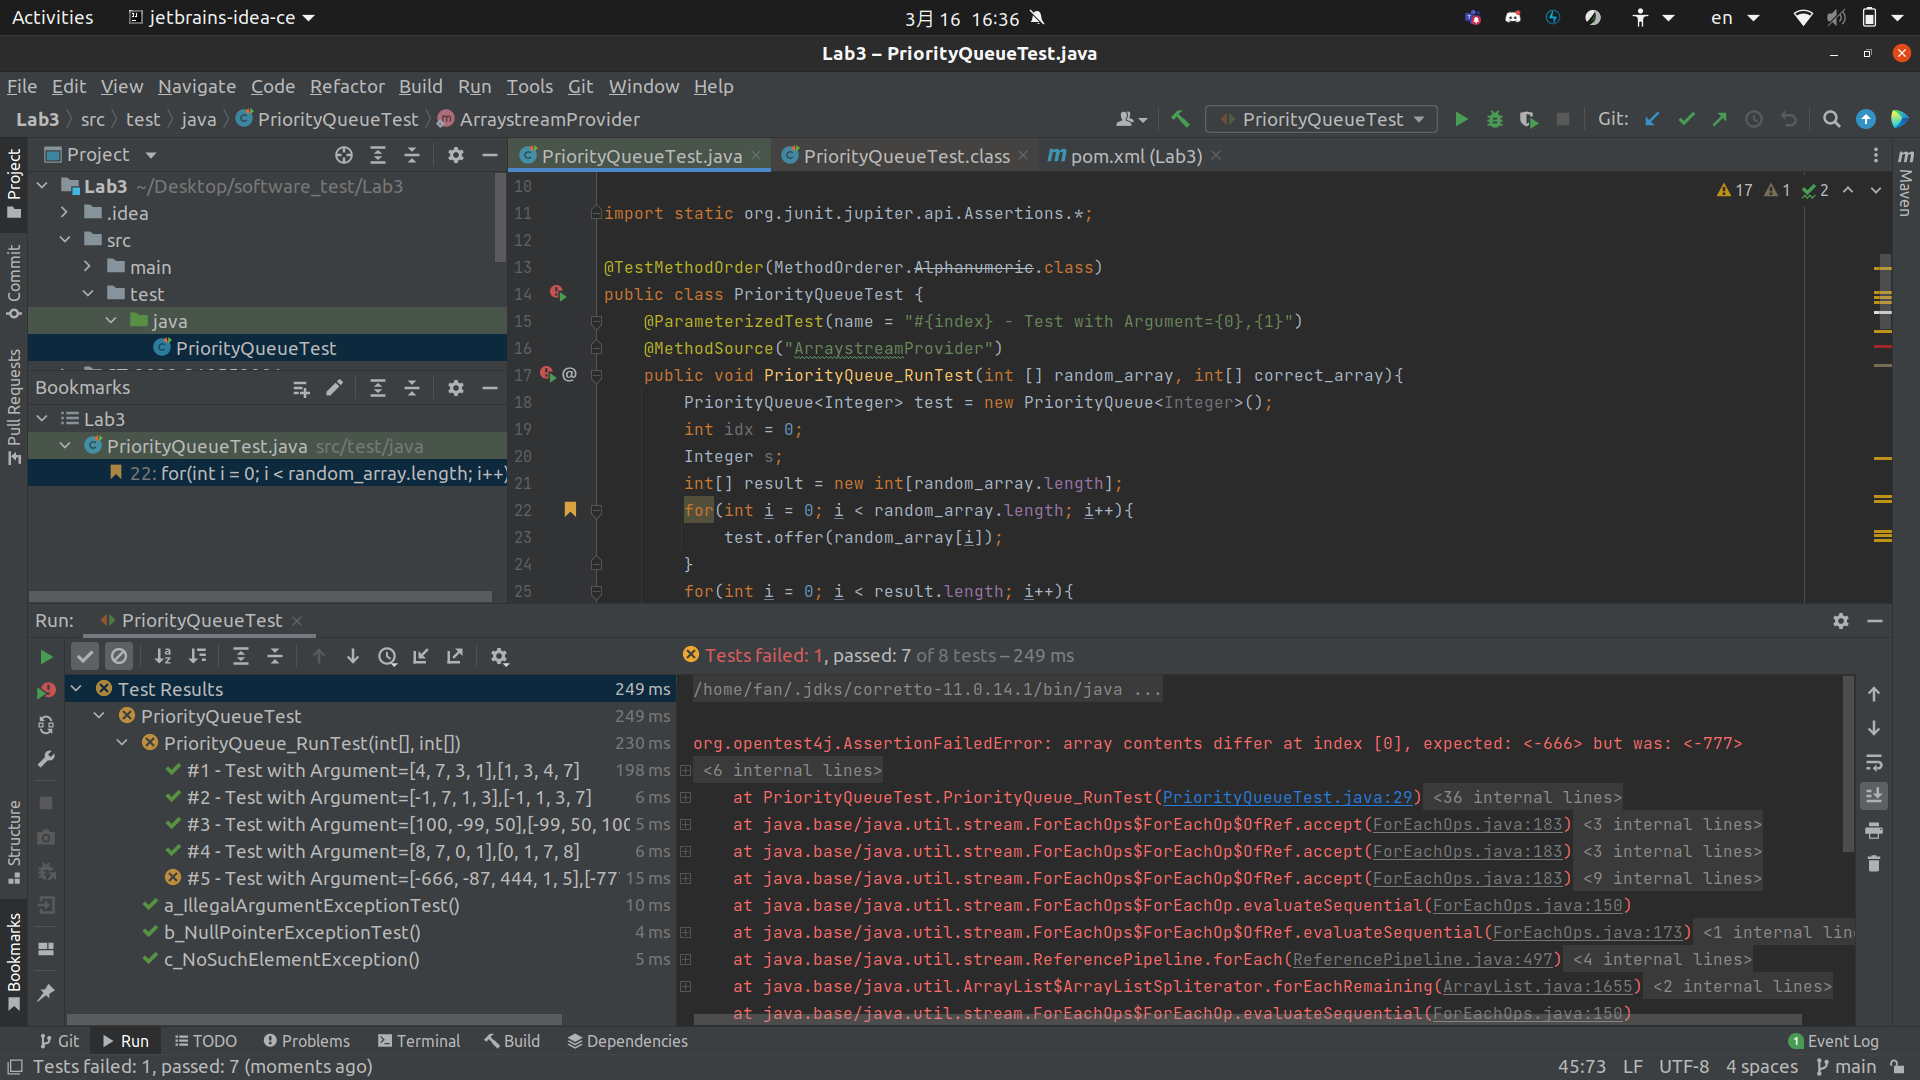 Activities jetbrains-idea-ce 3月 16 16:36 en
Lab3 – PriorityQueueTest.java
File Edit View Navigate Code Refactor Build Run Tools Git Window Help
Lab3 src test java PriorityQueueTest ArraystreamProvider PriorityQueueTest Git:
Project
PriorityQueueTest.java PriorityQueueTest.class pom.xml (Lab3)
Lab3 ~/Desktop/software_test/Lab3
.idea
src
main
test
java
PriorityQueueTest
Bookmarks
Lab3
PriorityQueueTest.java src/test/java
22: for(int i = 0; i < random_array.length; i++)
17 1 2
10
11 import static org.junit.jupiter.api.Assertions.*;
12
13 @TestMethodOrder(MethodOrderer.Alphanumeric.class)
14 public class PriorityQueueTest {
15 @ParameterizedTest(name = "#{index} - Test with Argument={0},{1}")
16 @MethodSource("ArraystreamProvider")
17 @ public void PriorityQueue_RunTest(int [] random_array, int[] correct_array){
18 PriorityQueue<Integer> test = new PriorityQueue<Integer>();
19 int idx = 0;
20 Integer s;
21 int[] result = new int[random_array.length];
22 for(int i = 0; i < random_array.length; i++){
23 test.offer(random_array[i]);
24 }
25 for(int i = 0; i < result.length; i++){
Project
Commit
Pull Requests
Structure
Bookmarks
Maven
Run: PriorityQueueTest
Tests failed: 1, passed: 7 of 8 tests – 249 ms
Test Results 249 ms
PriorityQueueTest 249 ms
PriorityQueue_RunTest(int[], int[]) 230 ms
#1 - Test with Argument=[4, 7, 3, 1],[1, 3, 4, 7] 198 ms
#2 - Test with Argument=[-1, 7, 1, 3],[-1, 1, 3, 7] 6 ms
#3 - Test with Argument=[100, -99, 50],[-99, 50, 100 5 ms
#4 - Test with Argument=[8, 7, 0, 1],[0, 1, 7, 8] 6 ms
#5 - Test with Argument=[-666, -87, 444, 1, 5],[-77 15 ms
a_IllegalArgumentExceptionTest() 10 ms
b_NullPointerExceptionTest() 4 ms
c_NoSuchElementException() 5 ms
/home/fan/.jdks/corretto-11.0.14.1/bin/java ...
org.opentest4j.AssertionFailedError: array contents differ at index [0], expected: <-666> but was: <-777>
<6 internal lines>
at PriorityQueueTest.PriorityQueue_RunTest(PriorityQueueTest.java:29) <36 internal lines>
at java.base/java.util.stream.ForEachOps$ForEachOp$OfRef.accept(ForEachOps.java:183) <3 internal lines>
at java.base/java.util.stream.ForEachOps$ForEachOp$OfRef.accept(ForEachOps.java:183) <3 internal lines>
at java.base/java.util.stream.ForEachOps$ForEachOp$OfRef.accept(ForEachOps.java:183) <9 internal lines>
at java.base/java.util.stream.ForEachOps$ForEachOp.evaluateSequential(ForEachOps.java:150)
at java.base/java.util.stream.ForEachOps$ForEachOp$OfRef.evaluateSequential(ForEachOps.java:173) <1 internal lin
at java.base/java.util.stream.ReferencePipeline.forEach(ReferencePipeline.java:497) <4 internal lines>
at java.base/java.util.ArrayList$ArrayListSpliterator.forEachRemaining(ArrayList.java:1655) <2 internal lines>
at java.base/java.util.stream.ForEachOps$ForEachOp.evaluateSequential(ForEachOps.java:150)
Git Run TODO Problems Terminal Build Dependencies 1 Event Log
Tests failed: 1, passed: 7 (moments ago) 45:73 LF UTF-8 4 spaces main